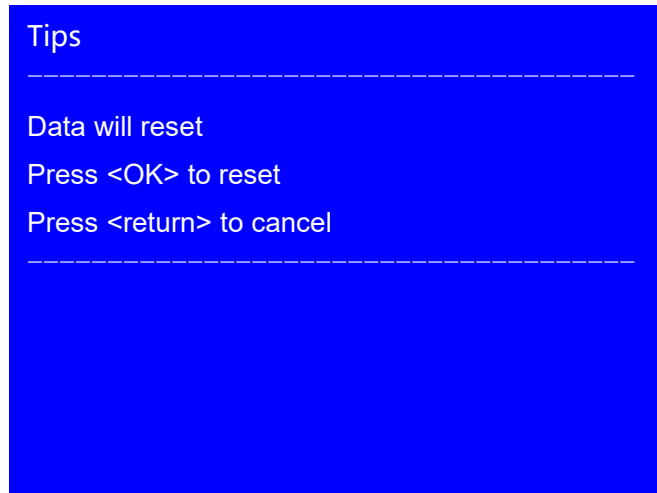 Tips
Data will reset
Press <OK> to reset
Press <return> to cancel